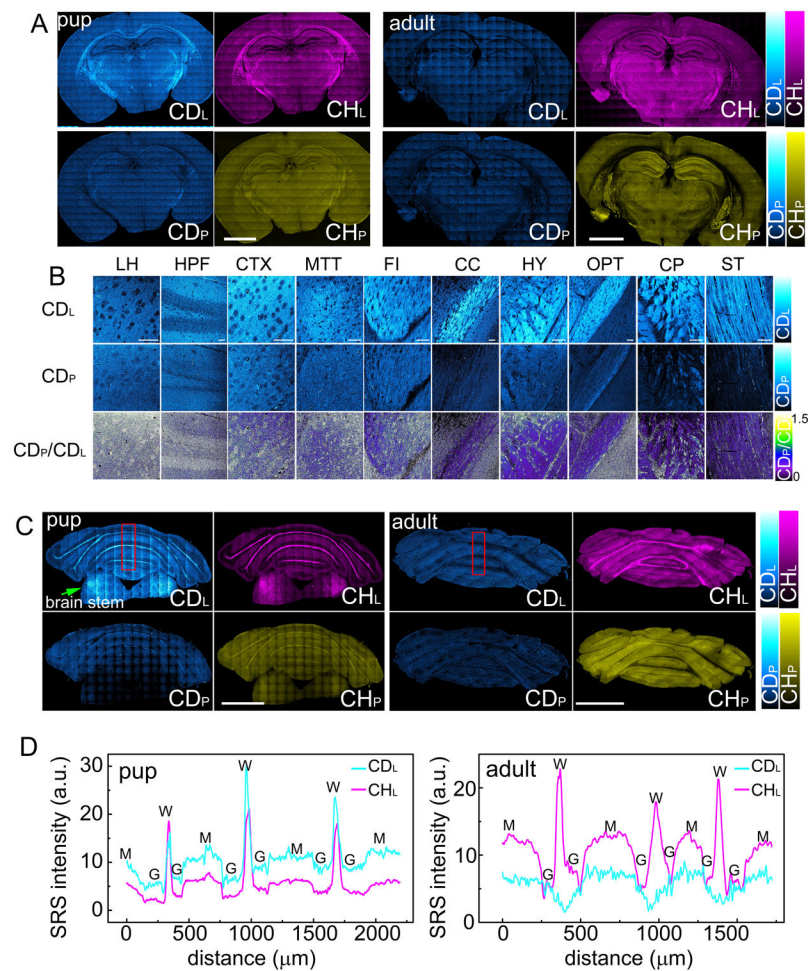 A
pup
adult
CDL CHL CDL CHL
CDL CHL
CDP CHP CDP CHP
CDP CHP
B
LH HPF CTX MTT FI CC HY OPT CP ST
CDL
CDL
CDP
CDP
CDP/CDL
CDP/CD
1.5
0
C
pup
adult
brain stem
CDL CHL CDL CHL
CDL CHL
CDP CHP CDP CHP
CDP CHP
D
pup
CDL
CHL
SRS intensity (a.u.)
30
20
10
0
M G W G M G W G M G W G M
0 500 1000 1500 2000
distance (μm)
adult
CDL
CHL
SRS intensity (a.u.)
20
10
0
M G W G M G W G M G W G M
0 500 1000 1500
distance (μm)